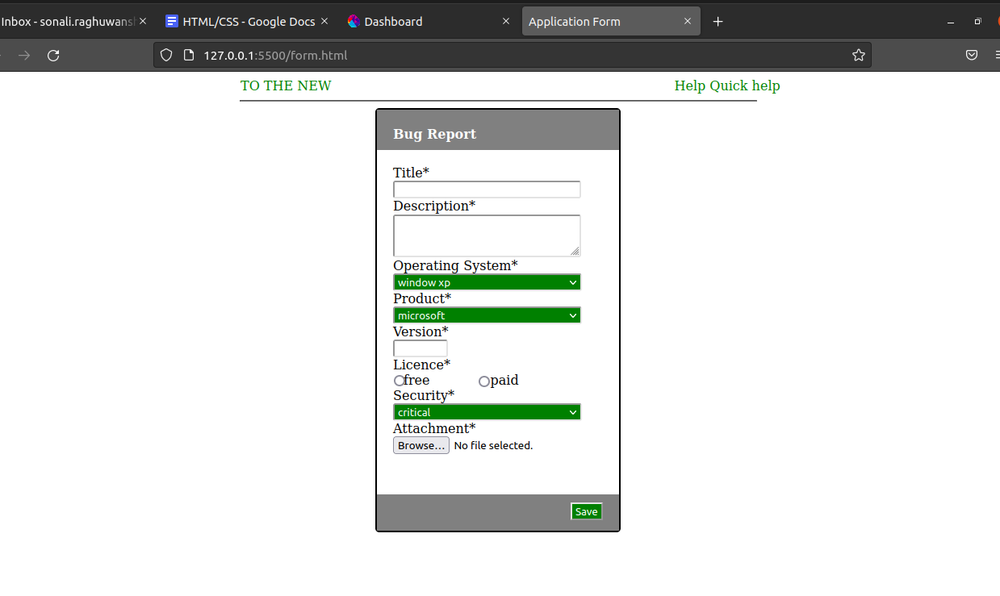 Inbox - sonali.raghuwansh HTML/CSS - Google Docs Dashboard Application Form
127.0.0.1:5500/form.html
TO THE NEW Help Quick help
Bug Report
Title*
Description*
Operating System*
window xp
Product*
microsoft
Version*
Licence*
free paid
Security*
critical
Attachment*
Browse... No file selected.
Save